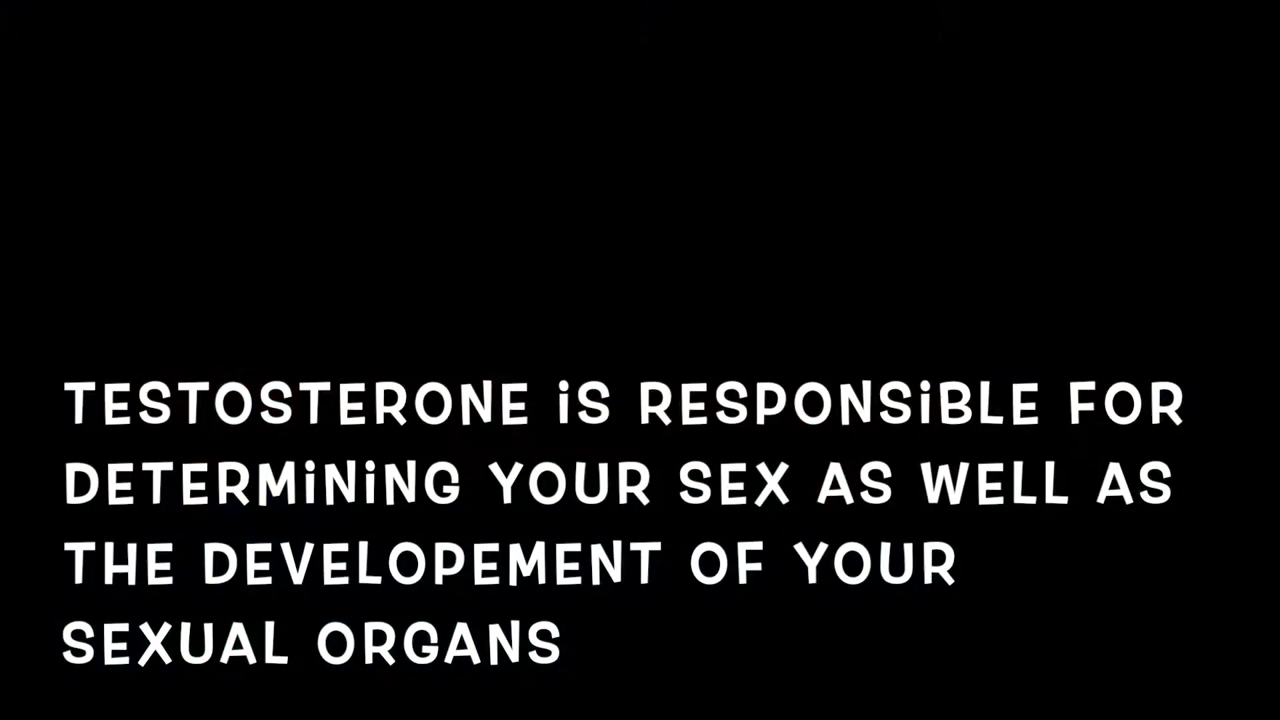 TESTOSTERONE iS RESPONSiBLE FOR
DETERMiNiNG YOUR SEX AS WELL AS
THE DEVELOPEMENT OF YOUR
SEXUAL ORGANS